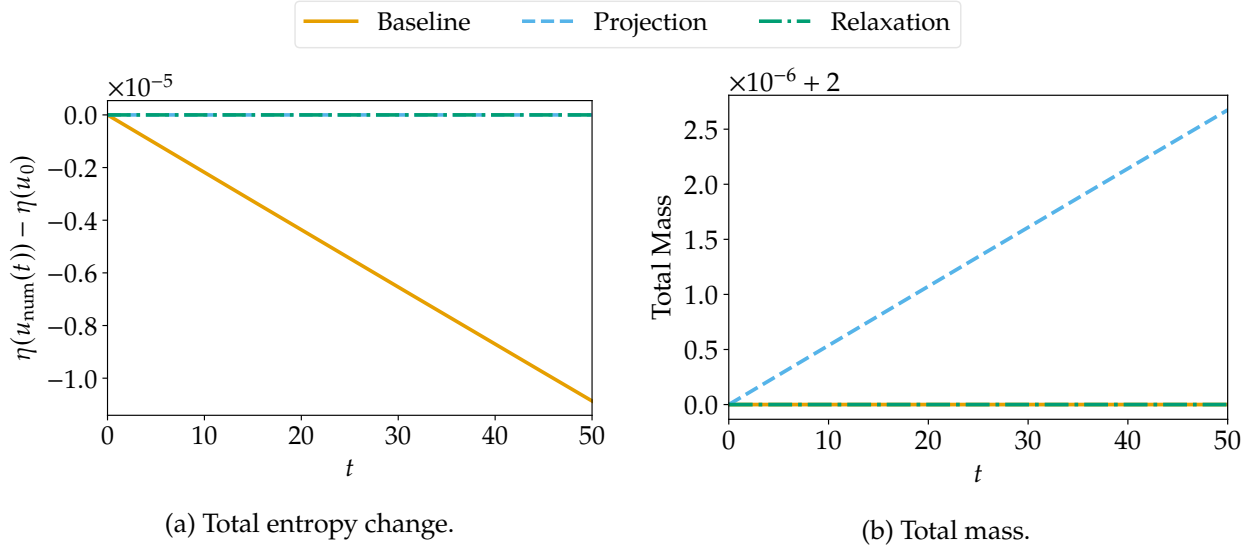 Baseline Projection Relaxation
×10⁻⁵
0.0
−0.2
−0.4
−0.6
−0.8
−1.0
η(u_num(t)) − η(u₀)
0 10 20 30 40 50
t
(a) Total entropy change.
×10⁻⁶ + 2
2.5
2.0
1.5
1.0
0.5
0.0
Total Mass
0 10 20 30 40 50
t
(b) Total mass.